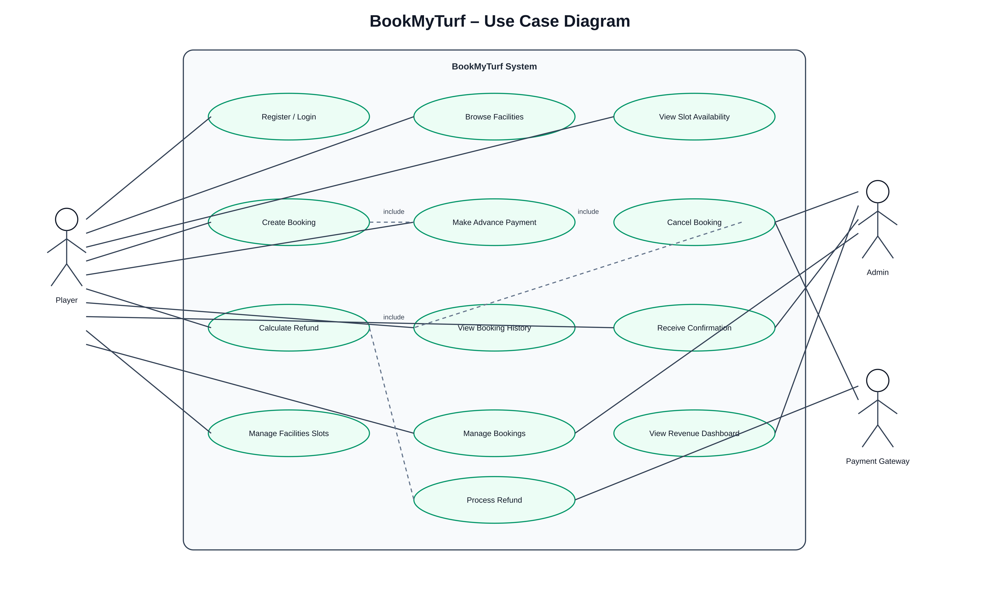 BookMyTurf – Use Case Diagram
BookMyTurf System
Register / Login
Browse Facilities
View Slot Availability
Create Booking
include
Make Advance Payment
include
Cancel Booking
Player
Admin
Calculate Refund
include
View Booking History
Receive Confirmation
Manage Facilities Slots
Manage Bookings
View Revenue Dashboard
Payment Gateway
Process Refund